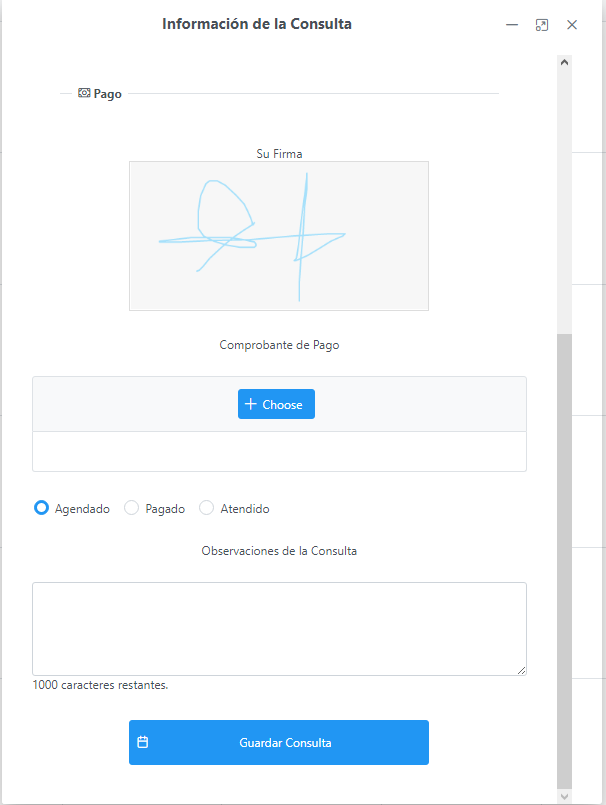 Información de la Consulta
Pago
Su Firma
Comprobante de Pago
Choose
Agendado Pagado Atendido
Observaciones de la Consulta
1000 caracteres restantes.
Guardar Consulta